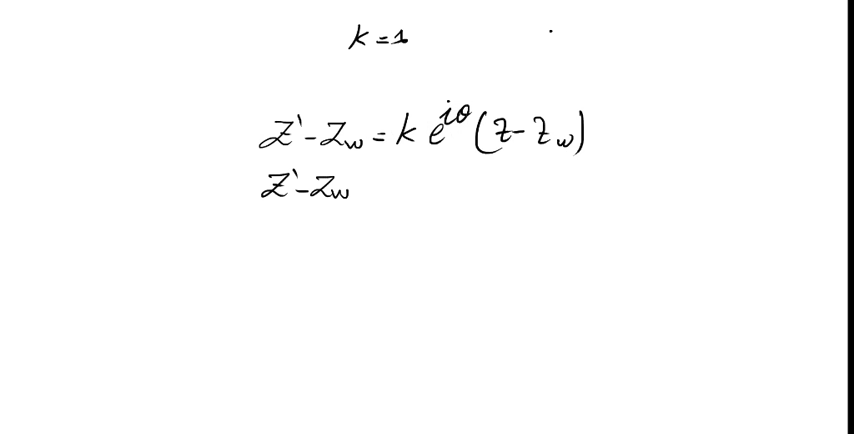 k = 1
Z' - Z_w = k e^{iθ} (z - z_w)
Z' - Z_w